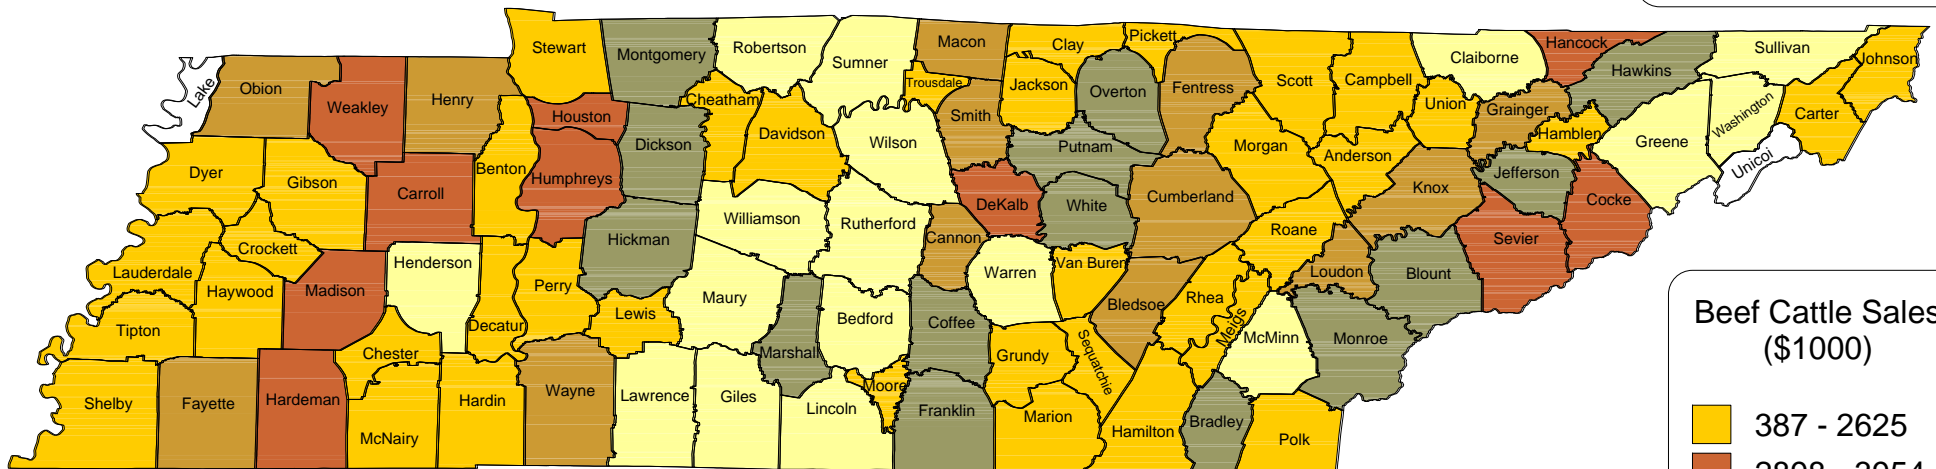 Stewart
Montgomery
Robertson
Sumner
Macon
Clay
Pickett
Scott
Campbell
Claiborne
Hancock
Hawkins
Sullivan
Johnson
Lake
Obion
Weakley
Henry
Houston
Cheatham
Davidson
Trousdale
Smith
Jackson
Overton
Fentress
Union
Grainger
Hamblen
Washington
Carter
Unicoi
Greene
Dyer
Gibson
Carroll
Benton
Humphreys
Dickson
Wilson
Putnam
Morgan
Anderson
Knox
Jefferson
Cocke
Williamson
Rutherford
DeKalb
White
Cumberland
Roane
Sevier
Lauderdale
Crockett
Haywood
Madison
Henderson
Decatur
Perry
Hickman
Lewis
Maury
Cannon
Warren
Van Buren
Bledsoe
Rhea
Meigs
Loudon
Blount
Monroe
McMinn
Tipton
Chester
Marshall
Bedford
Coffee
Grundy
Sequatchie
Shelby
Fayette
Hardeman
McNairy
Hardin
Wayne
Lawrence
Giles
Lincoln
Moore
Franklin
Marion
Hamilton
Bradley
Polk
Beef Cattle Sales
($1000)
387 - 2625